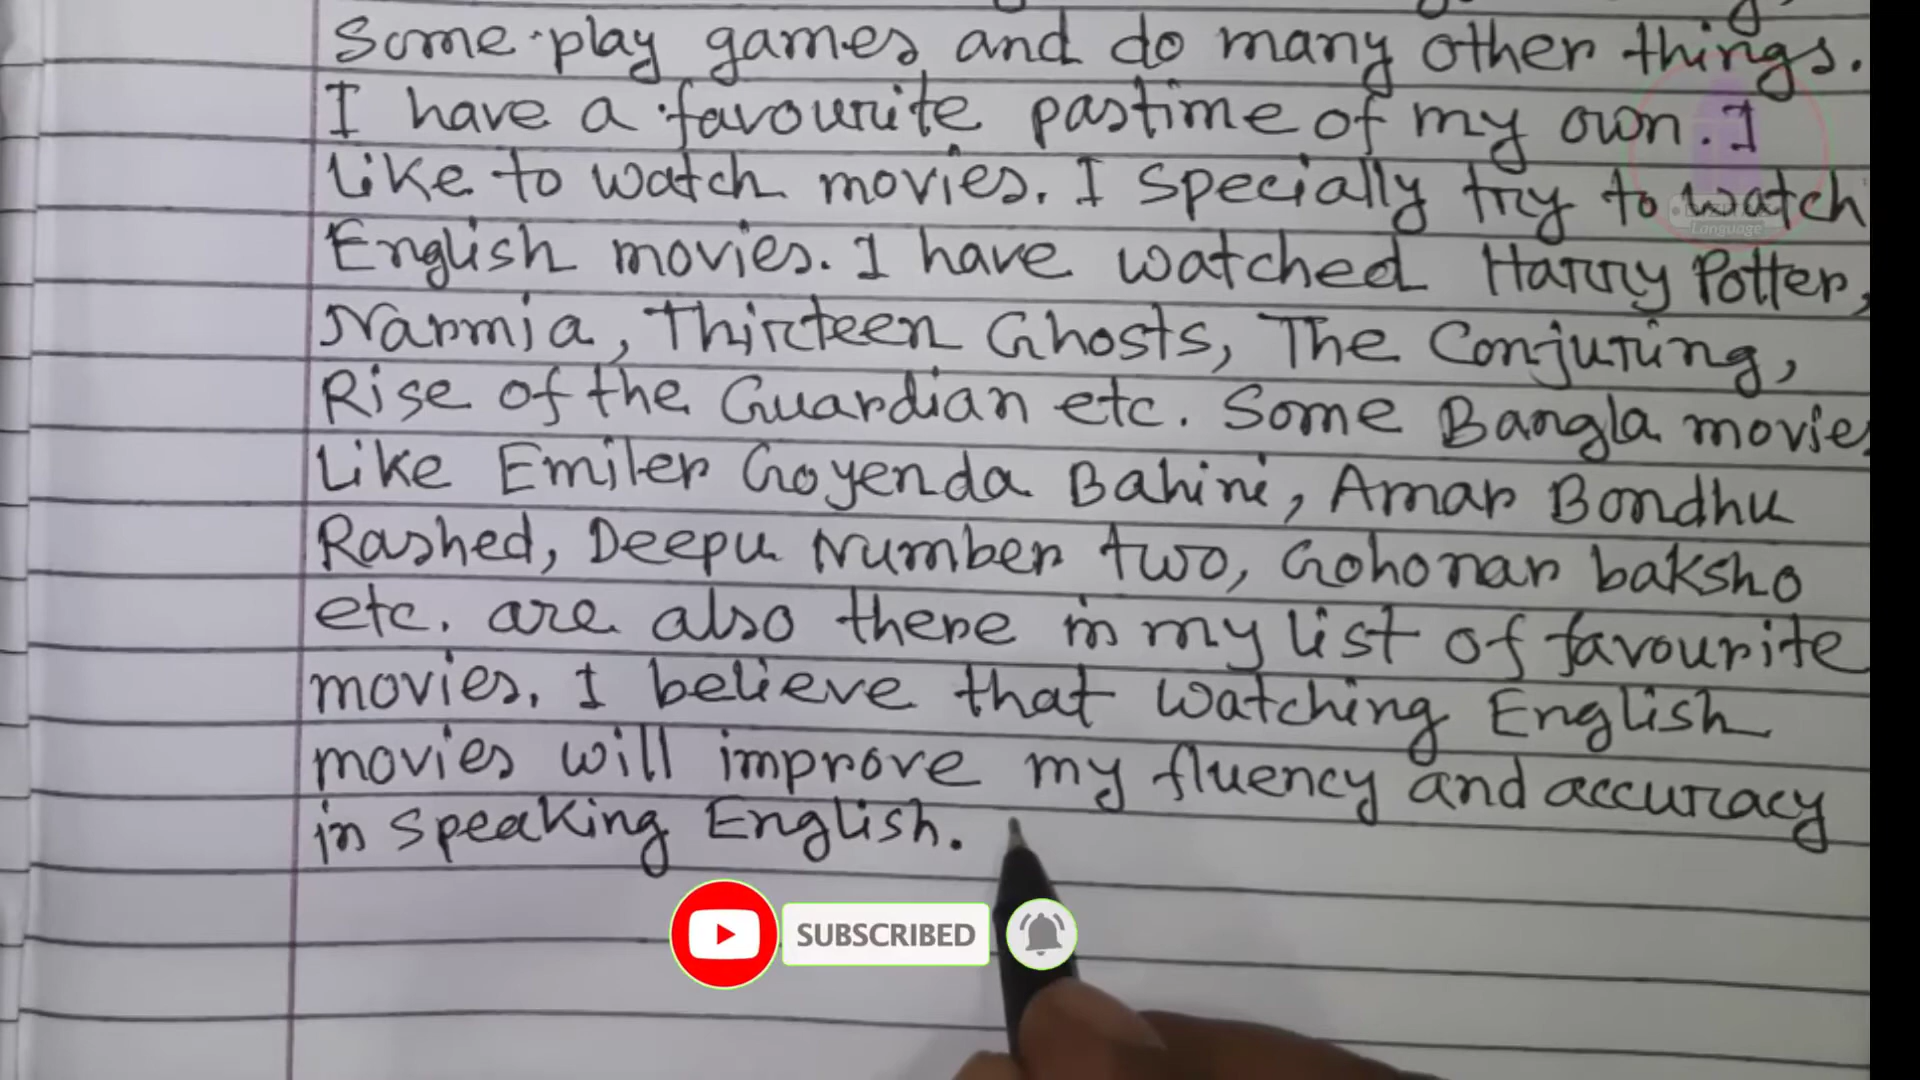 Some play games and do many other things.
I have a favourite pastime of my own. I
like to watch movies. I specially try to watch
English movies. I have watched Harry Potter,
Narmia, Thirteen Ghosts, The Conjuring,
Rise of the Guardian etc. Some Bangla movies
like Emiler Goyenda Bahini, Amar Bondhu
Rashed, Deepu Number two, Gohonar baksho
etc. are also there in my list of favourite
movies. I believe that watching English
movies will improve my fluency and accuracy
in speaking English.
SUBSCRIBED
Language